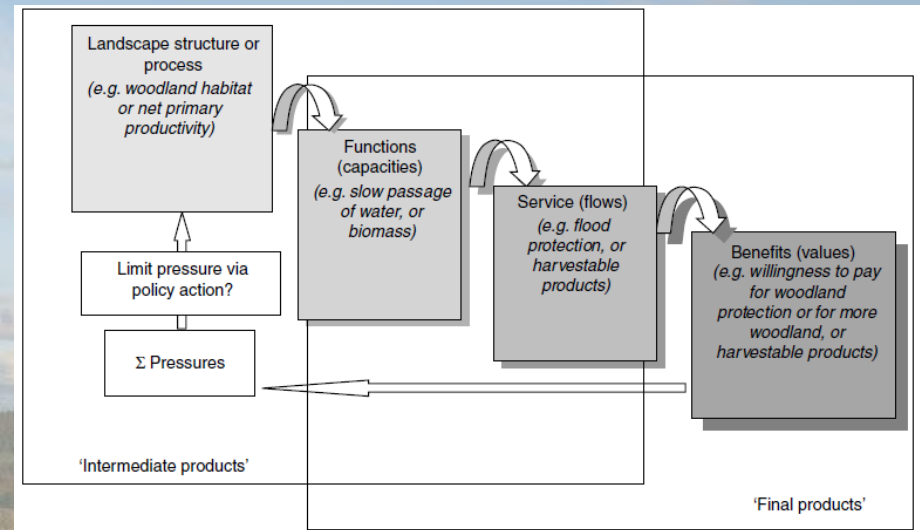 Landscape structure or
process
(e.g. woodland habitat
or net primary
productivity)
Functions
(capacities)
(e.g. slow passage
of water, or
biomass)
Service (flows)
(e.g. flood
protection, or
harvestable
products)
Benefits (values)
(e.g. willingness to pay
for woodland
protection or for more
woodland, or
harvestable products)
Limit pressure via
policy action?
Σ Pressures
'Intermediate products'
'Final products'